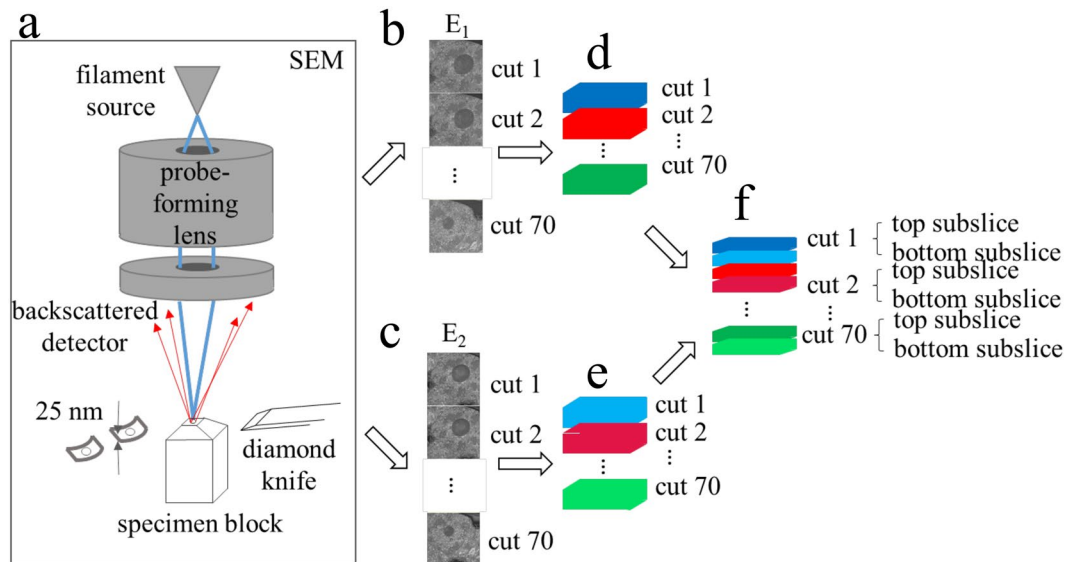 a
SEM
filament
source
probe-
forming
lens
backscattered
detector
25 nm
diamond
knife
specimen block
b
E₁
cut 1
cut 2
...
cut 70
c
E₂
cut 1
cut 2
...
cut 70
d
cut 1
cut 2
...
...
cut 70
e
cut 1
cut 2
...
...
cut 70
f
cut 1
top subslice
bottom subslice
cut 2
top subslice
bottom subslice
...
...
cut 70
top subslice
bottom subslice